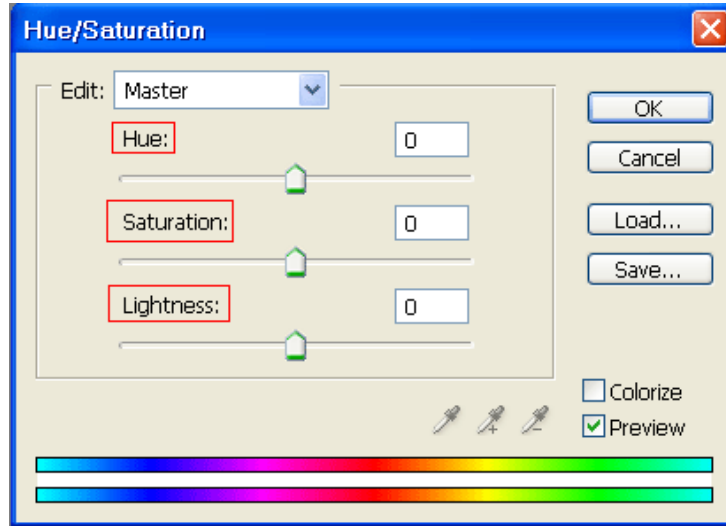 Hue/Saturation
Edit: Master
Hue: 0
Saturation: 0
Lightness: 0
OK
Cancel
Load...
Save...
Colorize
Preview